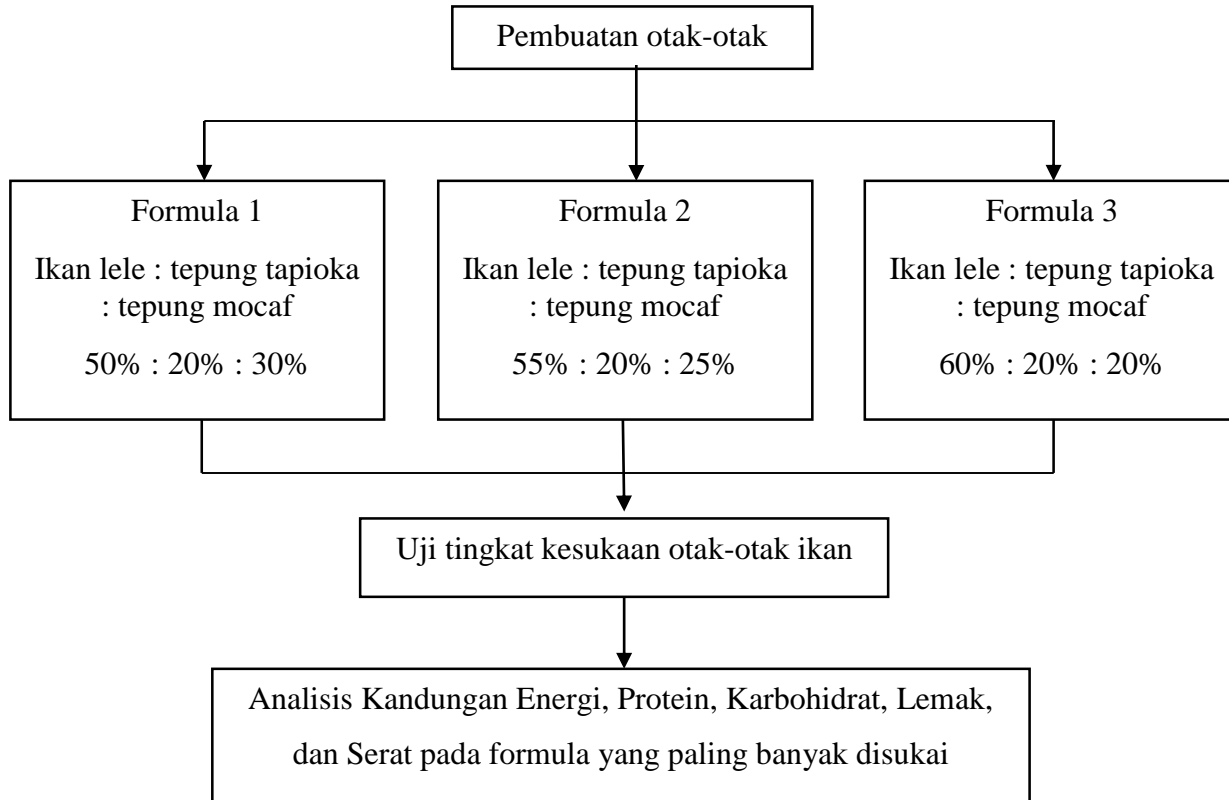 Pembuatan otak-otak
Formula 1
Ikan lele : tepung tapioka
: tepung mocaf
50% : 20% : 30%
Formula 2
Ikan lele : tepung tapioka
: tepung mocaf
55% : 20% : 25%
Formula 3
Ikan lele : tepung tapioka
: tepung mocaf
60% : 20% : 20%
Uji tingkat kesukaan otak-otak ikan
Analisis Kandungan Energi, Protein, Karbohidrat, Lemak,
dan Serat pada formula yang paling banyak disukai